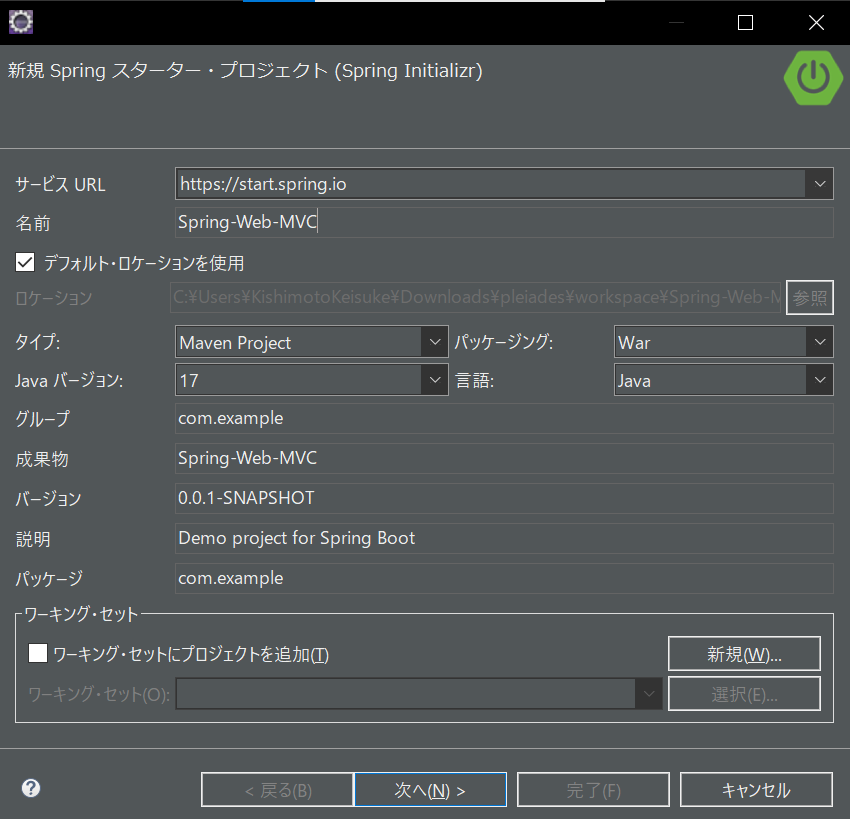 新規 Spring スターター・プロジェクト (Spring Initializr)
サービス URL https://start.spring.io
名前 Spring-Web-MVC
デフォルト・ロケーションを使用
ロケーション C:¥Users¥KishimotoKeisuke¥Downloads¥pleiades¥workspace¥Spring-Web-M 参照
タイプ: Maven Project パッケージング: War
Java バージョン: 17 言語: Java
グループ com.example
成果物 Spring-Web-MVC
バージョン 0.0.1-SNAPSHOT
説明 Demo project for Spring Boot
パッケージ com.example
ワーキング・セット
ワーキング・セットにプロジェクトを追加(T) 新規(W)...
ワーキング・セット(O): 選択(E)...
< 戻る(B) 次へ(N) > 完了(F) キャンセル